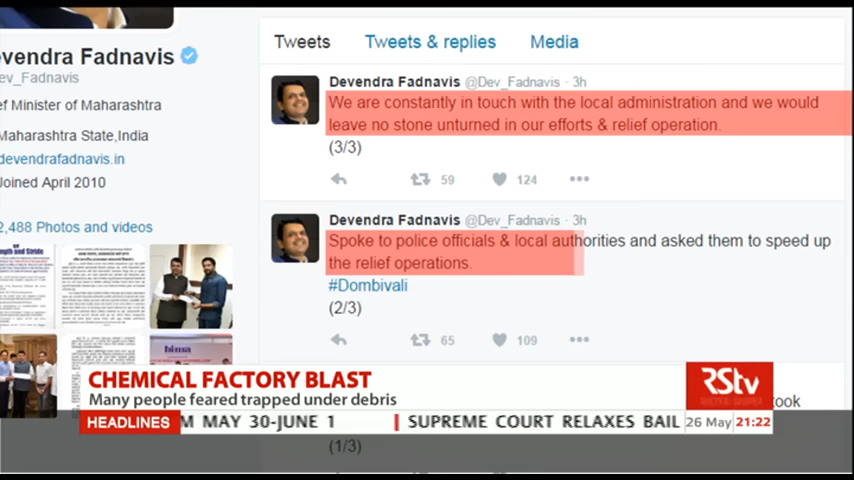 Tweets Tweets & replies Media
evendra Fadnavis
ev_Fadnavis
ef Minister of Maharashtra
Maharashtra State,India
devendrafadnavis.in
Joined April 2010
2,488 Photos and videos
Devendra Fadnavis @Dev_Fadnavis · 3h
We are constantly in touch with the local administration and we would
leave no stone unturned in our efforts & relief operation.
(3/3)
59 124
Devendra Fadnavis @Dev_Fadnavis · 3h
Spoke to police officials & local authorities and asked them to speed up
the relief operations.
#Dombivali
(2/3)
65 109
took
(1/3)
CHEMICAL FACTORY BLAST
Many people feared trapped under debris
RStv
HEADLINES M MAY 30-JUNE 1 SUPREME COURT RELAXES BAIL 26 May 21:22